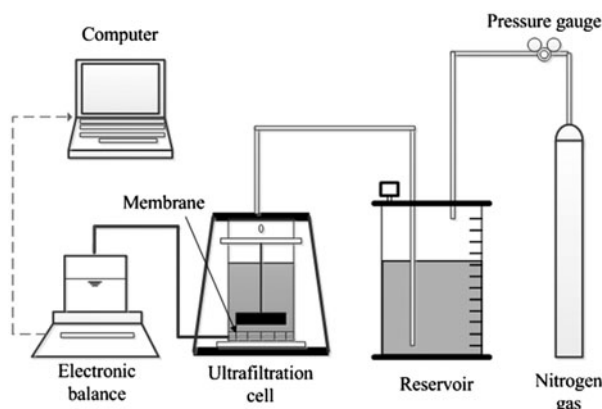 Pressure gauge
Computer
Membrane
Electronic
balance
Ultrafiltration
cell
Reservoir
Nitrogen
gas